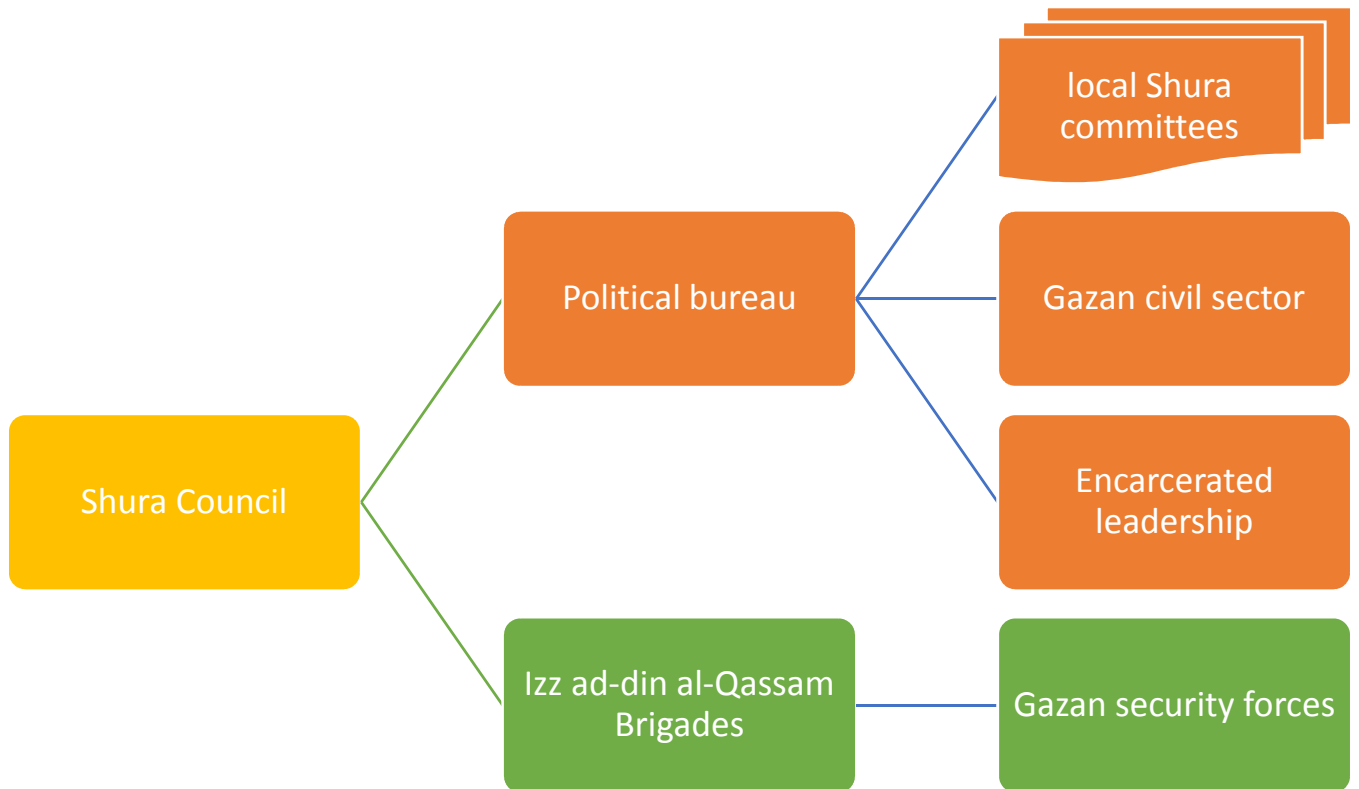 local Shura
committees
Political bureau
Gazan civil sector
Shura Council
Encarcerated
leadership
Izz ad-din al-Qassam
Brigades
Gazan security forces